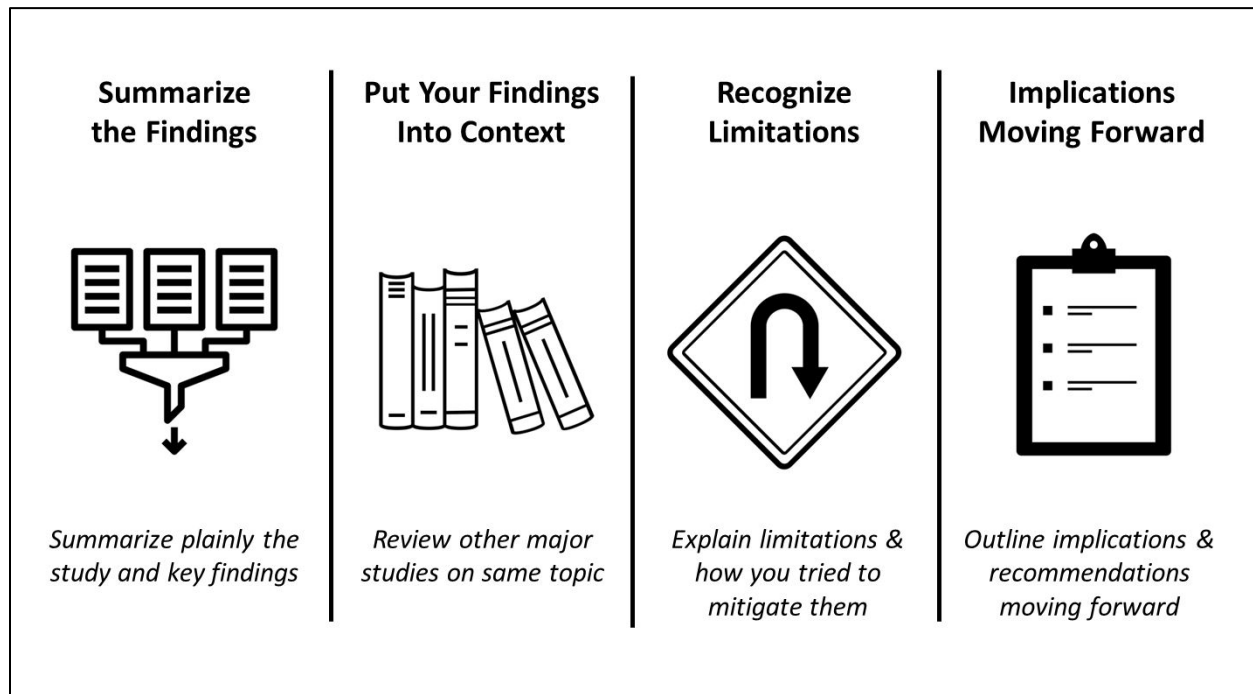 Summarize
the Findings
Put Your Findings
Into Context
Recognize
Limitations
Implications
Moving Forward
Summarize plainly the
study and key findings
Review other major
studies on same topic
Explain limitations &
how you tried to
mitigate them
Outline implications &
recommendations
moving forward